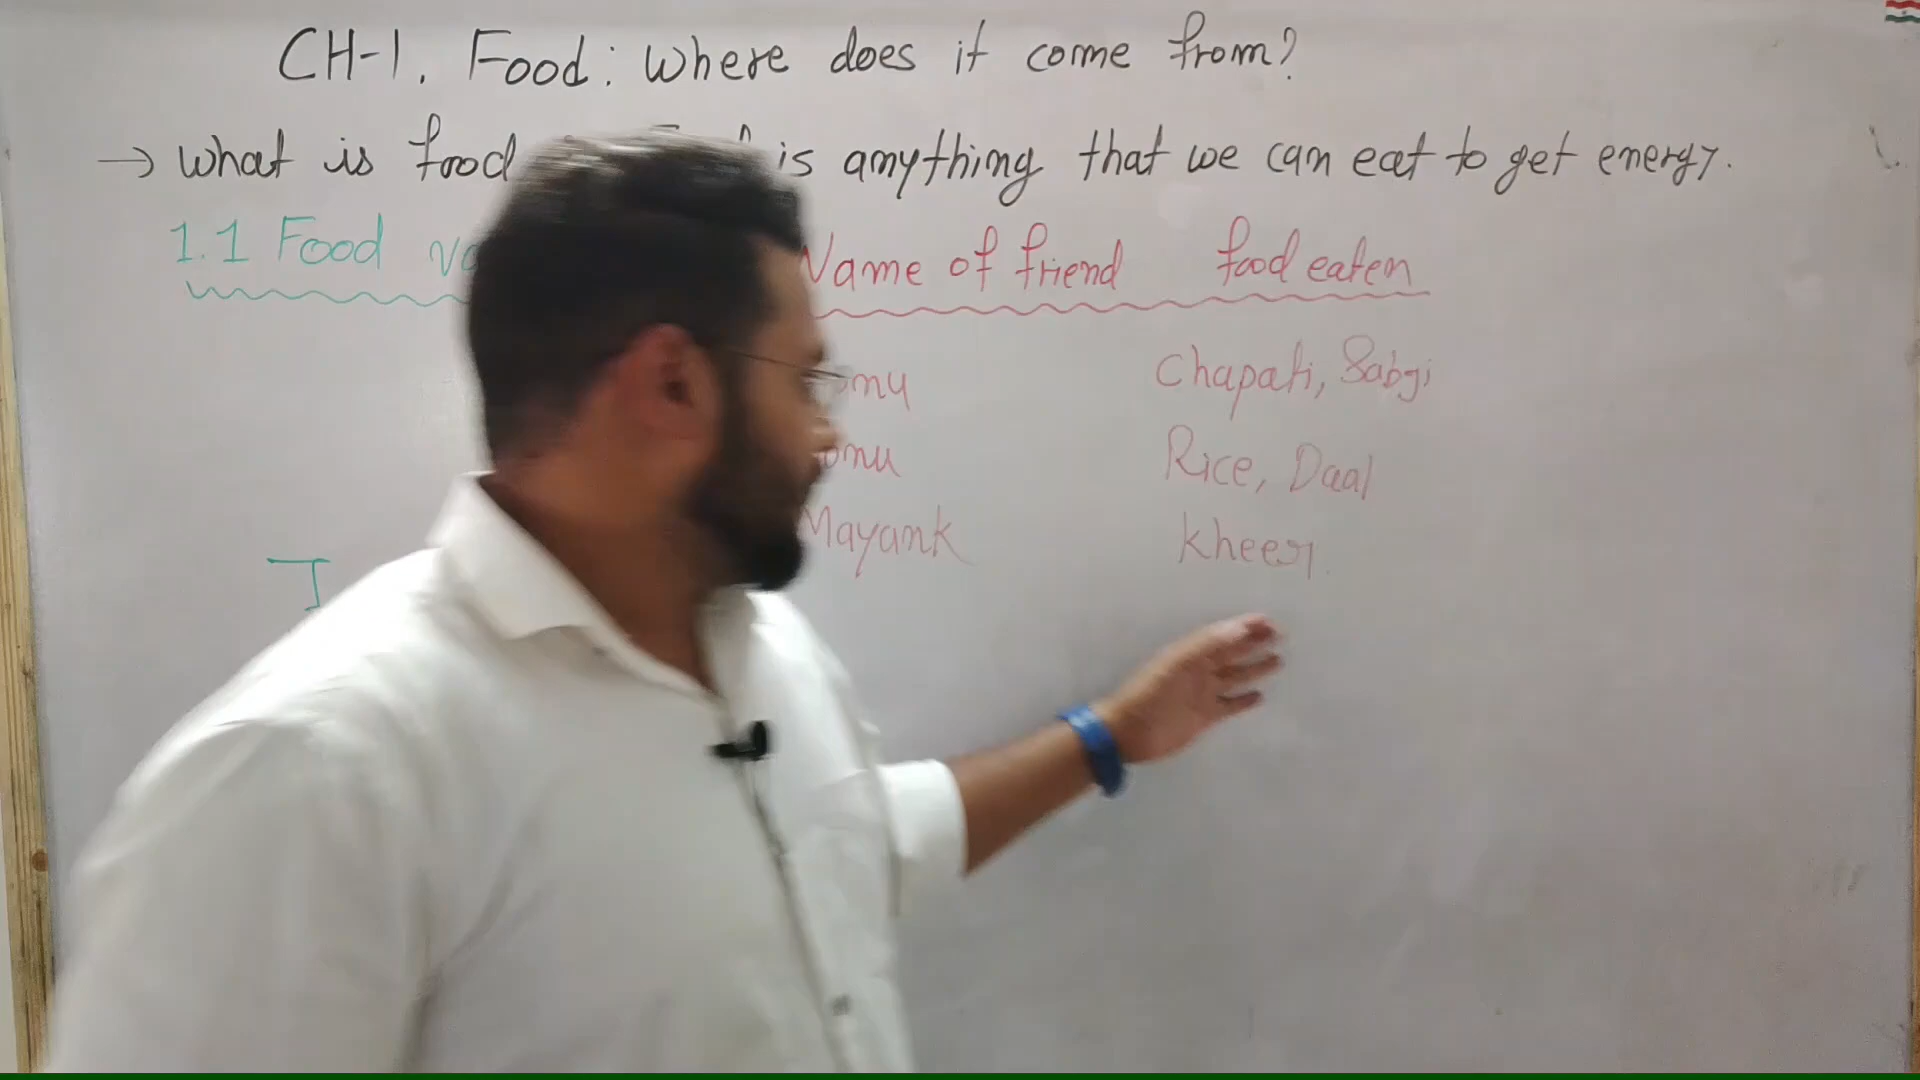 CH-1. Food: Where does it come from?
→ What is food is anything that we can eat to get energy.
1.1 Food Name of friend food eaten
Chapati, Sabgi
Rice, Daal
Mayank Kheer